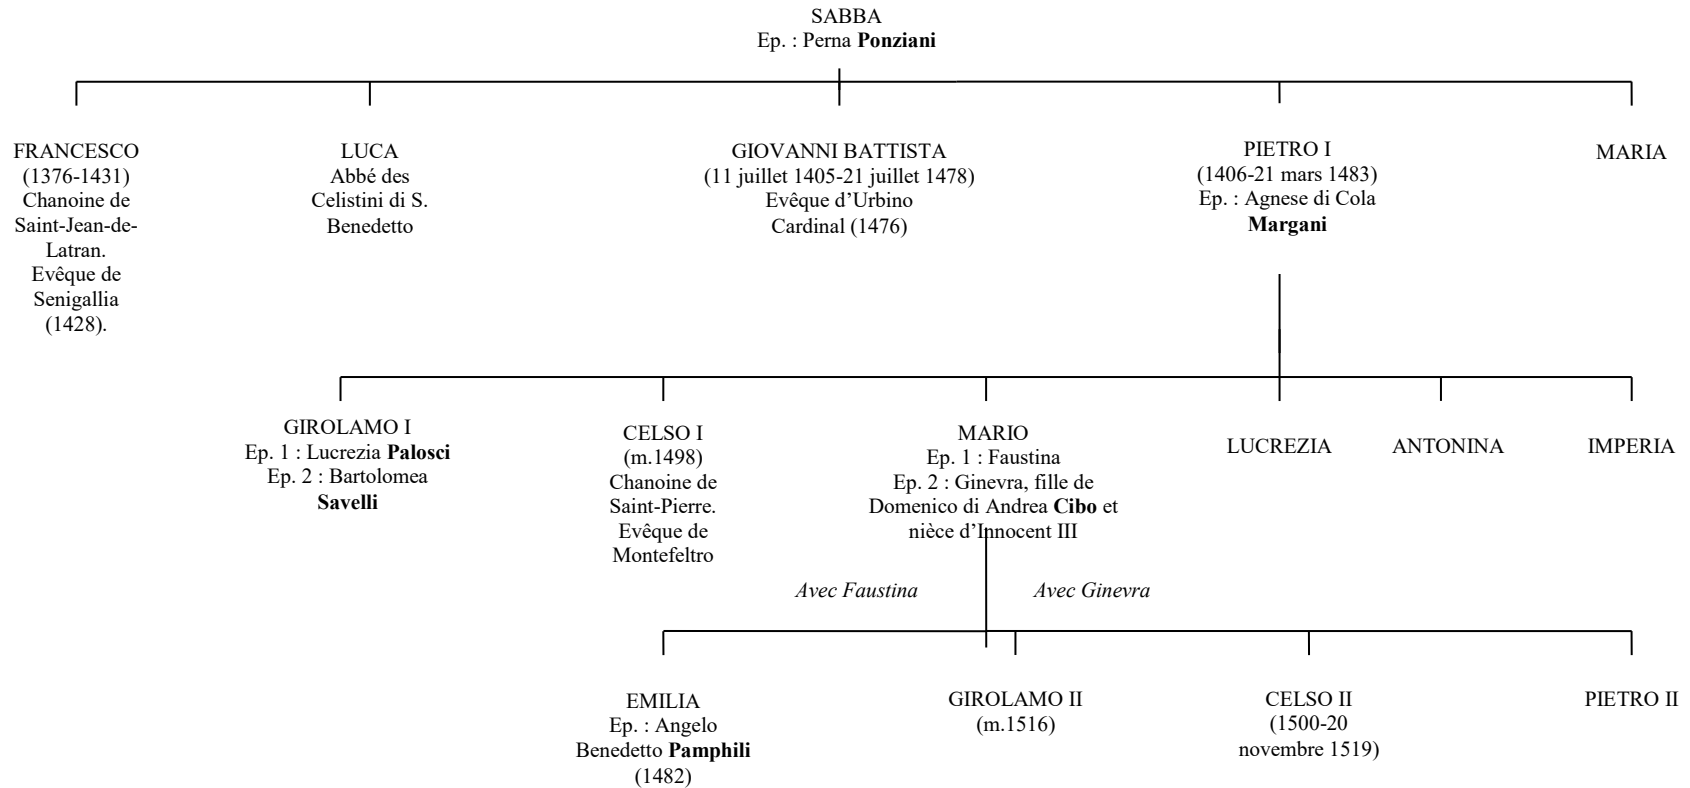 SABBA
Ep. : Perna Ponziani
FRANCESCO
(1376-1431)
Chanoine de
Saint-Jean-de-
Latran.
Evêque de
Senigallia
(1428).
LUCA
Abbé des
Celistini di S.
Benedetto
GIOVANNI BATTISTA
(11 juillet 1405-21 juillet 1478)
Evêque d’Urbino
Cardinal (1476)
PIETRO I
(1406-21 mars 1483)
Ep. : Agnese di Cola
Margani
MARIA
GIROLAMO I
Ep. 1 : Lucrezia Palosci
Ep. 2 : Bartolomea
Savelli
CELSO I
(m.1498)
Chanoine de
Saint-Pierre.
Evêque de
Montefeltro
MARIO
Ep. 1 : Faustina
Ep. 2 : Ginevra, fille de
Domenico di Andrea Cibo et
nièce d’Innocent III
LUCREZIA
ANTONINA
IMPERIA
Avec Faustina
Avec Ginevra
EMILIA
Ep. : Angelo
Benedetto Pamphili
(1482)
GIROLAMO II
(m.1516)
CELSO II
(1500-20
novembre 1519)
PIETRO II